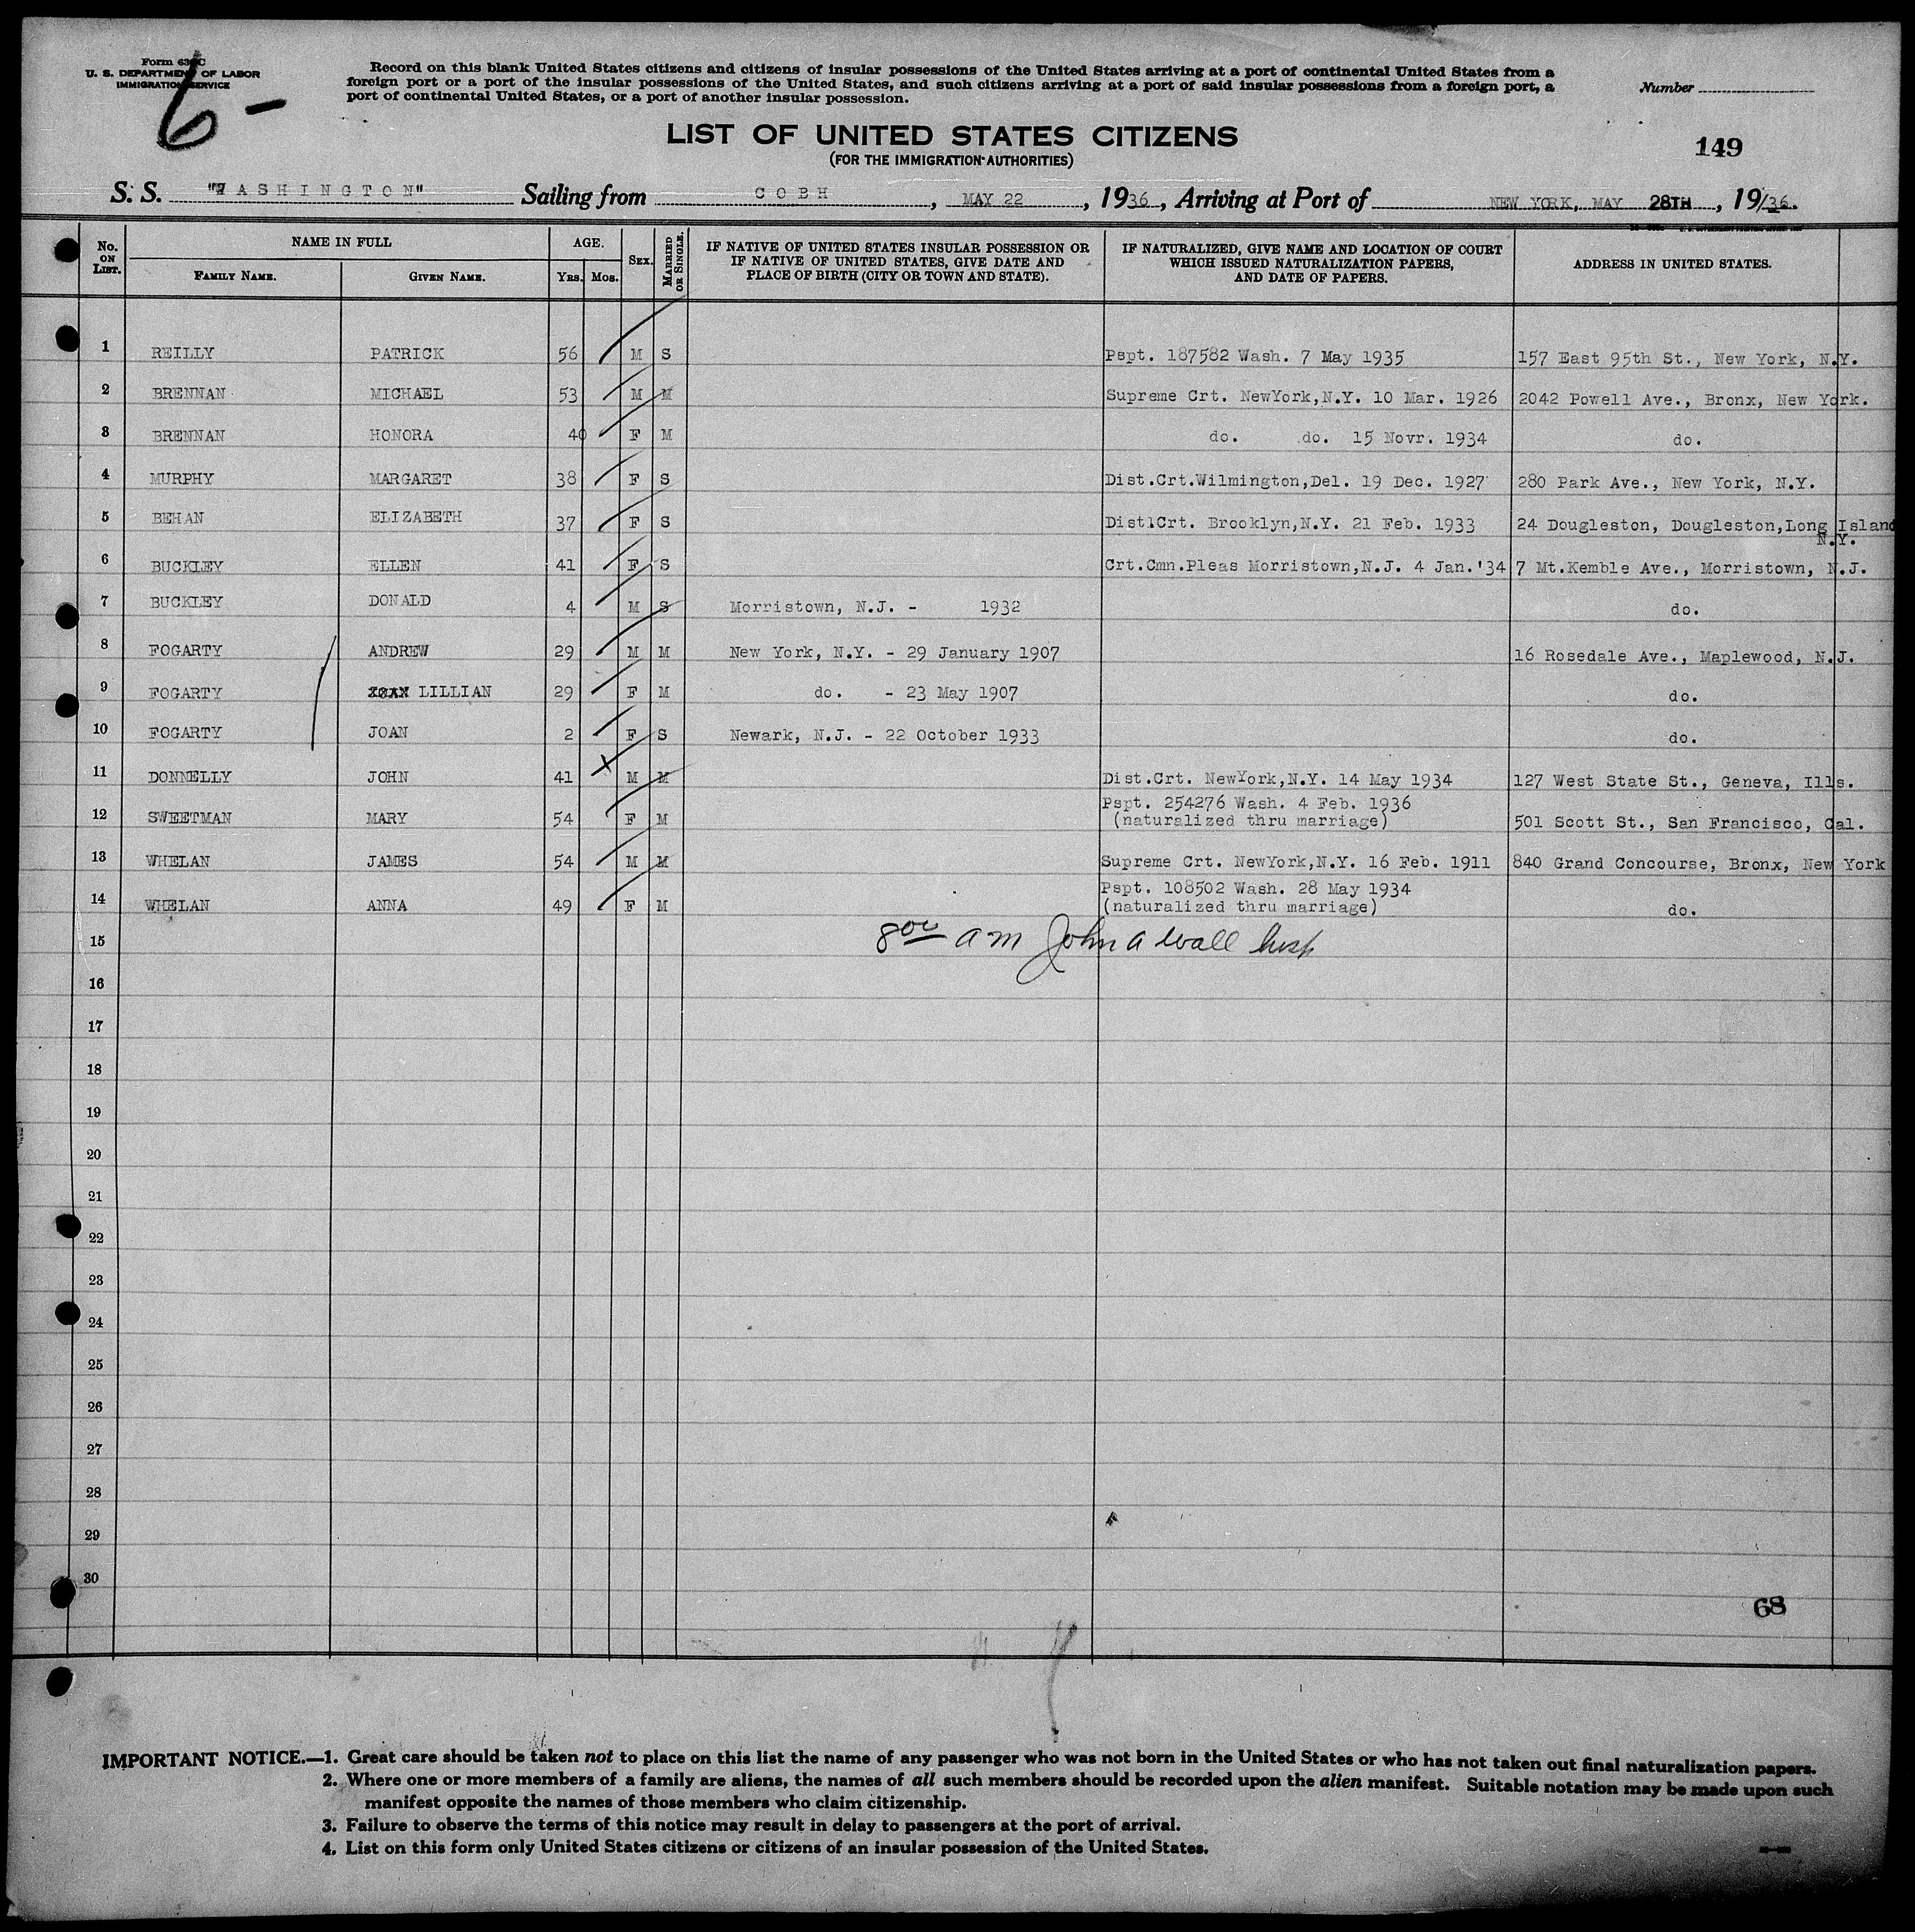 Form 630C
U. S. DEPARTMENT OF LABOR
IMMIGRATION SERVICE
6-
Record on this blank United States citizens and citizens of insular possessions of the United States arriving at a port of continental United States from a
foreign port or a port of the insular possessions of the United States, and such citizens arriving at a port of said insular possessions from a foreign port, a
port of continental United States, or a port of another insular possession.
Number
LIST OF UNITED STATES CITIZENS
(FOR THE IMMIGRATION AUTHORITIES)
149
S. S. "WASHINGTON" Sailing from COBH, MAY 22, 1936, Arriving at Port of NEW YORK, MAY 28TH, 19/36.
No. ON LIST. NAME IN FULL FAMILY NAME. GIVEN NAME. AGE. YRS. MOS. SEX. MARRIED OR SINGLE. IF NATIVE OF UNITED STATES INSULAR POSSESSION OR IF NATIVE OF UNITED STATES, GIVE DATE AND PLACE OF BIRTH (CITY OR TOWN AND STATE). IF NATURALIZED, GIVE NAME AND LOCATION OF COURT WHICH ISSUED NATURALIZATION PAPERS, AND DATE OF PAPERS. ADDRESS IN UNITED STATES.
1 REILLY PATRICK 56 M S Pspt. 187582 Wash. 7 May 1935 157 East 95th St., New York, N.Y.
2 BRENNAN MICHAEL 53 M M Supreme Crt. NewYork,N.Y. 10 Mar. 1926 2042 Powell Ave., Bronx, New York.
3 BRENNAN HONORA 40 F M do. do. 15 Novr. 1934 do.
4 MURPHY MARGARET 38 F S Dist.Crt.Wilmington,Del. 19 Dec. 1927 280 Park Ave., New York, N.Y.
5 BEHAN ELIZABETH 37 F S Dist1Crt. Brooklyn,N.Y. 21 Feb. 1933 24 Dougleston, Dougleston,Long Island
N.Y.
6 BUCKLEY ELLEN 41 F S Crt.Cmn.Pleas Morristown,N.J. 4 Jan.'34 7 Mt.Kemble Ave., Morristown, N.J.
7 BUCKLEY DONALD 4 M S Morristown, N.J. - 1932 do.
8 FOGARTY ANDREW 29 M M New York, N.Y. - 29 January 1907 16 Rosedale Ave., Maplewood, N.J.
9 FOGARTY LILLIAN 29 F M do. - 23 May 1907 do.
10 FOGARTY JOAN 2 F S Newark, N.J. - 22 October 1933 do.
11 DONNELLY JOHN 41 X M M Dist.Crt. NewYork,N.Y. 14 May 1934 127 West State St., Geneva, Ills.
Pspt. 254276 Wash. 4 Feb. 1936
12 SWEETMAN MARY 54 F M (naturalized thru marriage) 501 Scott St., San Francisco, Cal.
13 WHELAN JAMES 54 M M Supreme Crt. NewYork,N.Y. 16 Feb. 1911 840 Grand Concourse, Bronx, New York
Pspt. 108502 Wash. 28 May 1934
14 WHELAN ANNA 49 F M (naturalized thru marriage) do.
15 8 00 am John A Wall Insp
16
17
18
19
20
21
22
23
24
25
26
27
28
29
30
68
IMPORTANT NOTICE.—1. Great care should be taken not to place on this list the name of any passenger who was not born in the United States or who has not taken out final naturalization papers.
2. Where one or more members of a family are aliens, the names of all such members should be recorded upon the alien manifest. Suitable notation may be made upon such
manifest opposite the names of those members who claim citizenship.
3. Failure to observe the terms of this notice may result in delay to passengers at the port of arrival.
4. List on this form only United States citizens or citizens of an insular possession of the United States.